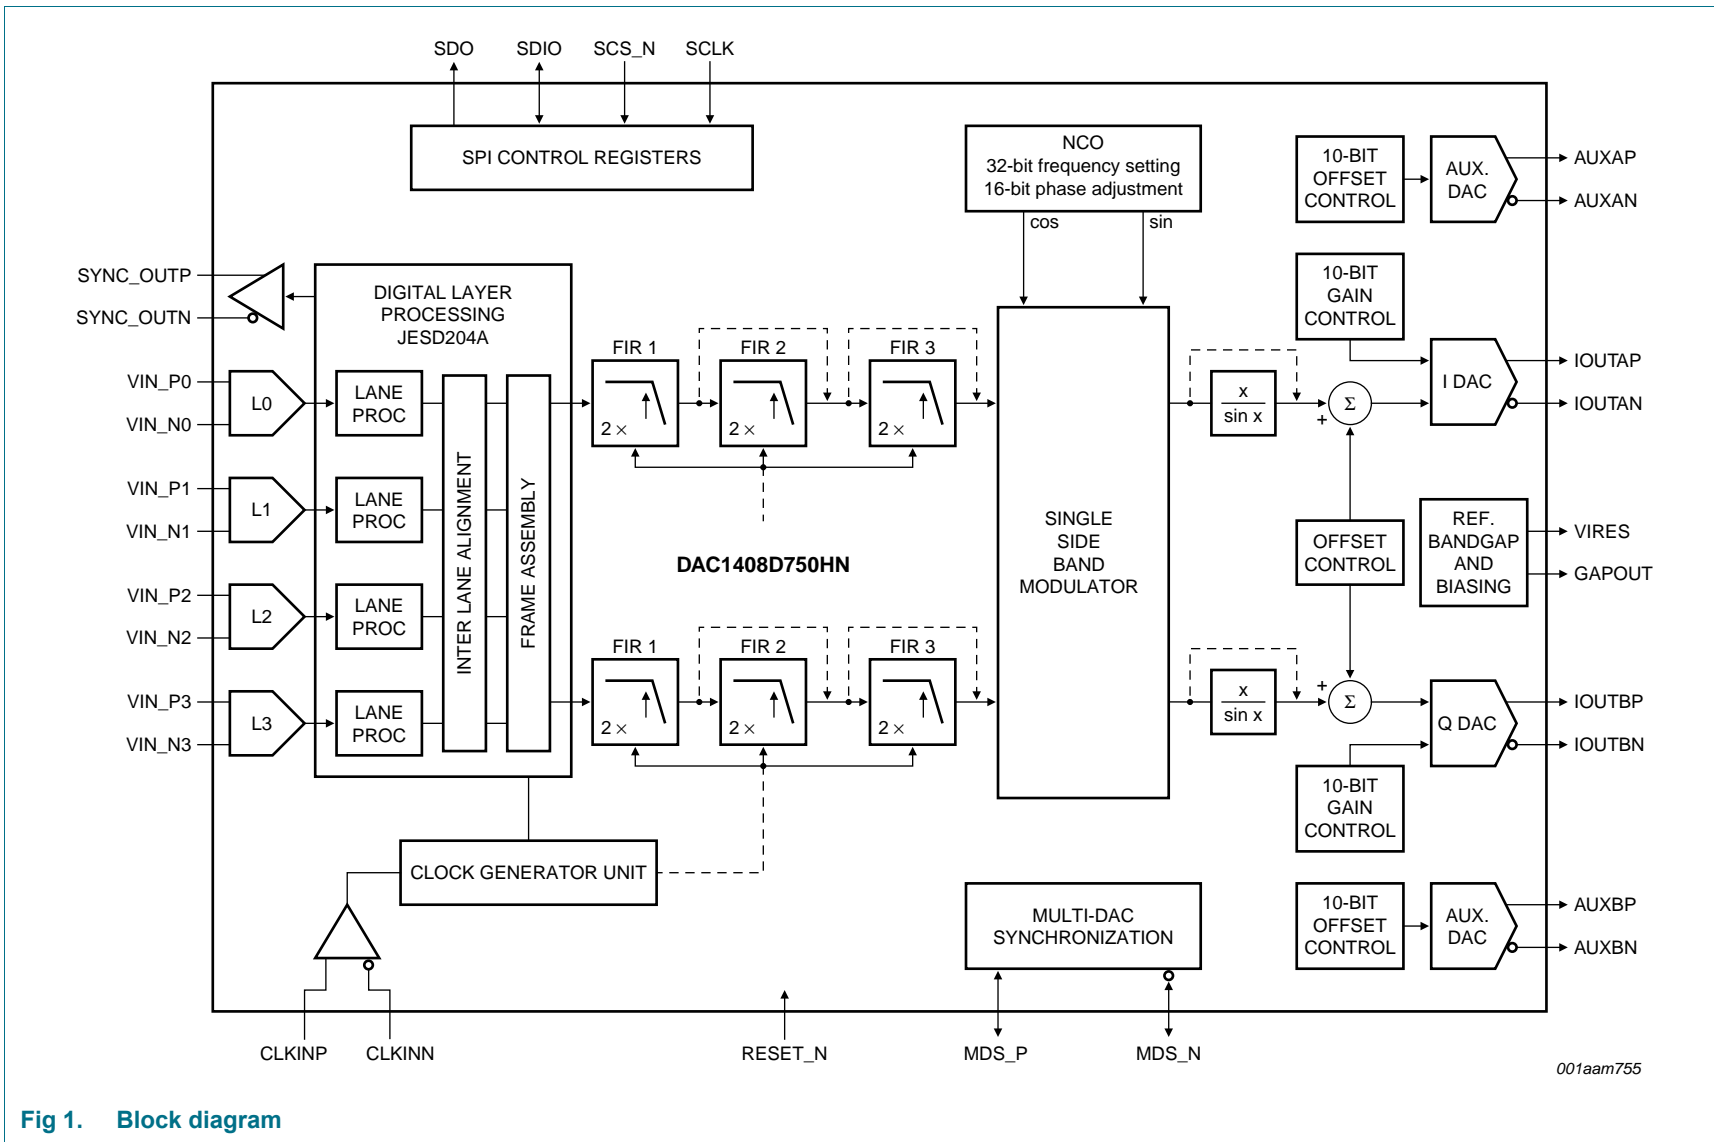 SDO SDIO SCS_N SCLK
SPI CONTROL REGISTERS
NCO
32-bit frequency setting
16-bit phase adjustment
cos sin
10-BIT
OFFSET
CONTROL
AUX.
DAC
AUXAP
AUXAN
SYNC_OUTP
SYNC_OUTN
DIGITAL LAYER
PROCESSING
JESD204A
10-BIT
GAIN
CONTROL
VIN_P0
VIN_N0
L0
LANE
PROC
VIN_P1
VIN_N1
L1
LANE
PROC
VIN_P2
VIN_N2
L2
LANE
PROC
VIN_P3
VIN_N3
L3
LANE
PROC
INTER LANE ALIGNMENT
FRAME ASSEMBLY
FIR 1
2 ×
FIR 2
2 ×
FIR 3
2 ×
DAC1408D750HN
FIR 1
2 ×
FIR 2
2 ×
FIR 3
2 ×
SINGLE
SIDE
BAND
MODULATOR
x
sin x
+
Σ
I DAC
IOUTAP
IOUTAN
OFFSET
CONTROL
REF.
BANDGAP
AND
BIASING
VIRES
GAPOUT
x
sin x
+
Σ
Q DAC
IOUTBP
IOUTBN
10-BIT
GAIN
CONTROL
CLOCK GENERATOR UNIT
MULTI-DAC
SYNCHRONIZATION
10-BIT
OFFSET
CONTROL
AUX.
DAC
AUXBP
AUXBN
CLKINP CLKINN RESET_N MDS_P MDS_N
001aam755
Fig 1. Block diagram